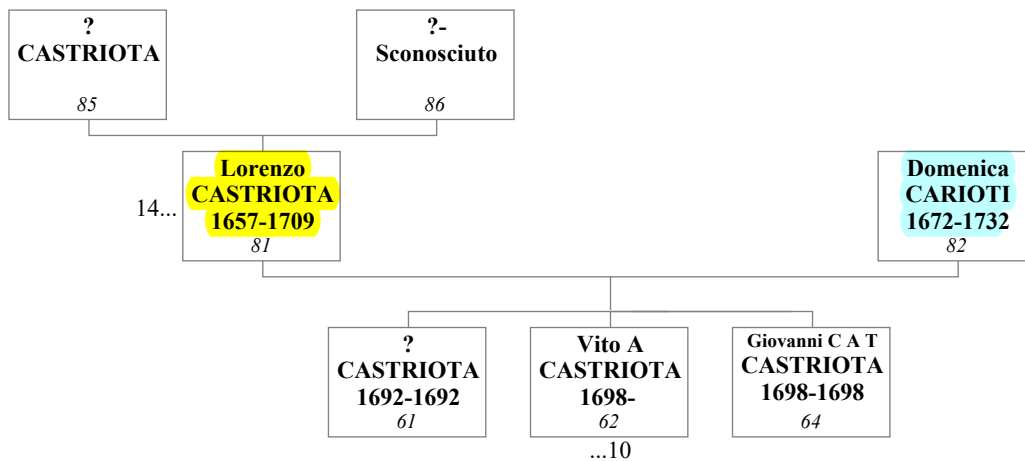 ?
CASTRIOTA
85
?-
Sconosciuto
86
14...
Lorenzo
CASTRIOTA
1657-1709
81
Domenica
CARIOTI
1672-1732
82
?
CASTRIOTA
1692-1692
61
Vito A
CASTRIOTA
1698-
62
...10
Giovanni C A T
CASTRIOTA
1698-1698
64